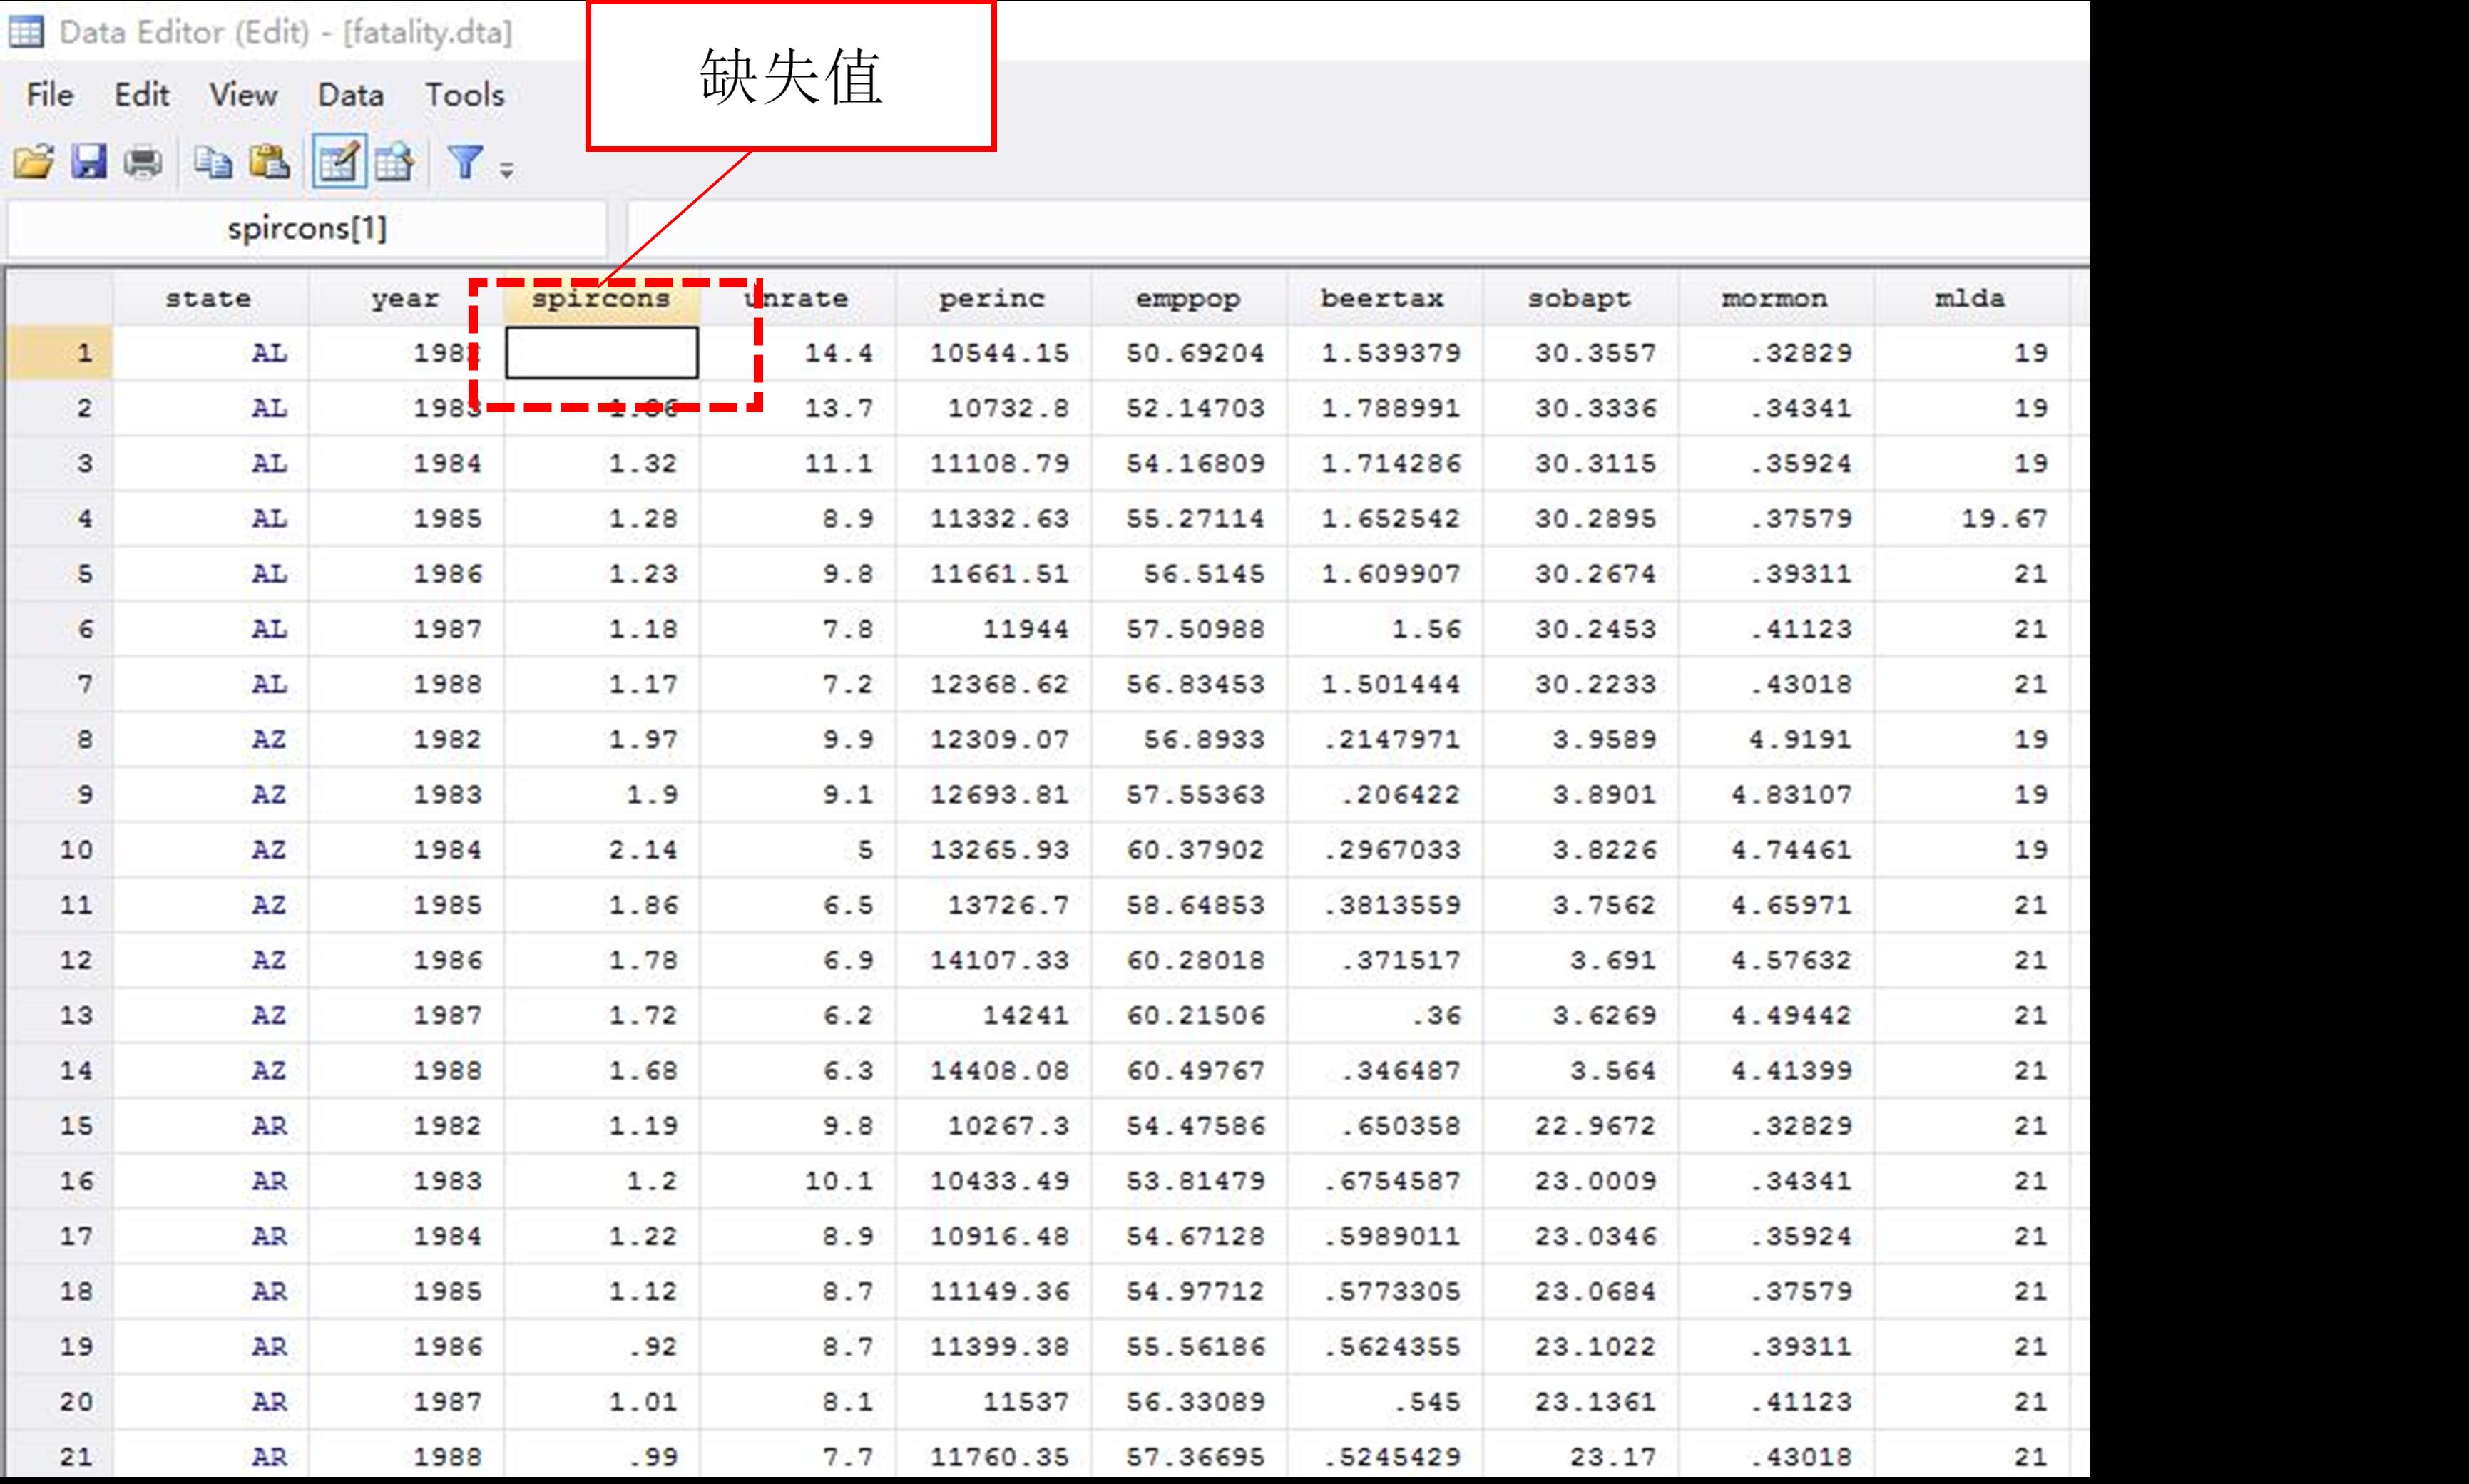 Data Editor (Edit) - [fatality.dta]
缺失值
File Edit View Data Tools
spircons[1]
state year spircons unrate perinc emppop beertax sobapt mormon mlda
1 AL 1982 14.4 10544.15 50.69204 1.539379 30.3557 .32829 19
2 AL 1983 1.36 13.7 10732.8 52.14703 1.788991 30.3336 .34341 19
3 AL 1984 1.32 11.1 11108.79 54.16809 1.714286 30.3115 .35924 19
4 AL 1985 1.28 8.9 11332.63 55.27114 1.652542 30.2895 .37579 19.67
5 AL 1986 1.23 9.8 11661.51 56.5145 1.609907 30.2674 .39311 21
6 AL 1987 1.18 7.8 11944 57.50988 1.56 30.2453 .41123 21
7 AL 1988 1.17 7.2 12368.62 56.83453 1.501444 30.2233 .43018 21
8 AZ 1982 1.97 9.9 12309.07 56.8933 .2147971 3.9589 4.9191 19
9 AZ 1983 1.9 9.1 12693.81 57.55363 .206422 3.8901 4.83107 19
10 AZ 1984 2.14 5 13265.93 60.37902 .2967033 3.8226 4.74461 19
11 AZ 1985 1.86 6.5 13726.7 58.64853 .3813559 3.7562 4.65971 21
12 AZ 1986 1.78 6.9 14107.33 60.28018 .371517 3.691 4.57632 21
13 AZ 1987 1.72 6.2 14241 60.21506 .36 3.6269 4.49442 21
14 AZ 1988 1.68 6.3 14408.08 60.49767 .346487 3.564 4.41399 21
15 AR 1982 1.19 9.8 10267.3 54.47586 .650358 22.9672 .32829 21
16 AR 1983 1.2 10.1 10433.49 53.81479 .6754587 23.0009 .34341 21
17 AR 1984 1.22 8.9 10916.48 54.67128 .5989011 23.0346 .35924 21
18 AR 1985 1.12 8.7 11149.36 54.97712 .5773305 23.0684 .37579 21
19 AR 1986 .92 8.7 11399.38 55.56186 .5624355 23.1022 .39311 21
20 AR 1987 1.01 8.1 11537 56.33089 .545 23.1361 .41123 21
21 AR 1988 .99 7.7 11760.35 57.36695 .5245429 23.17 .43018 21